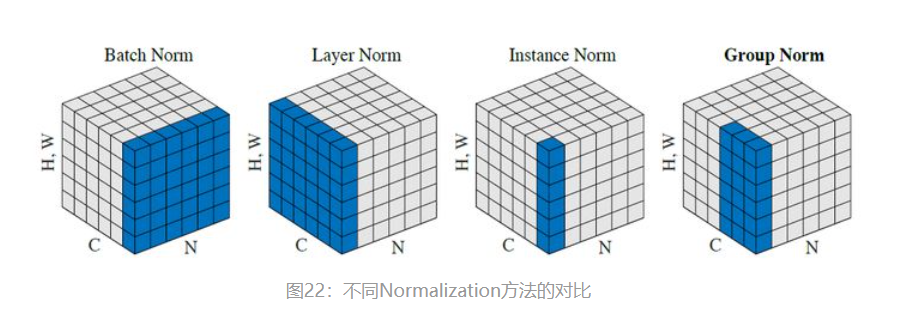 Batch Norm
Layer Norm
Instance Norm
Group Norm
H, W
C
N
H, W
C
N
H, W
C
N
H, W
C
N
图22：不同Normalization方法的对比